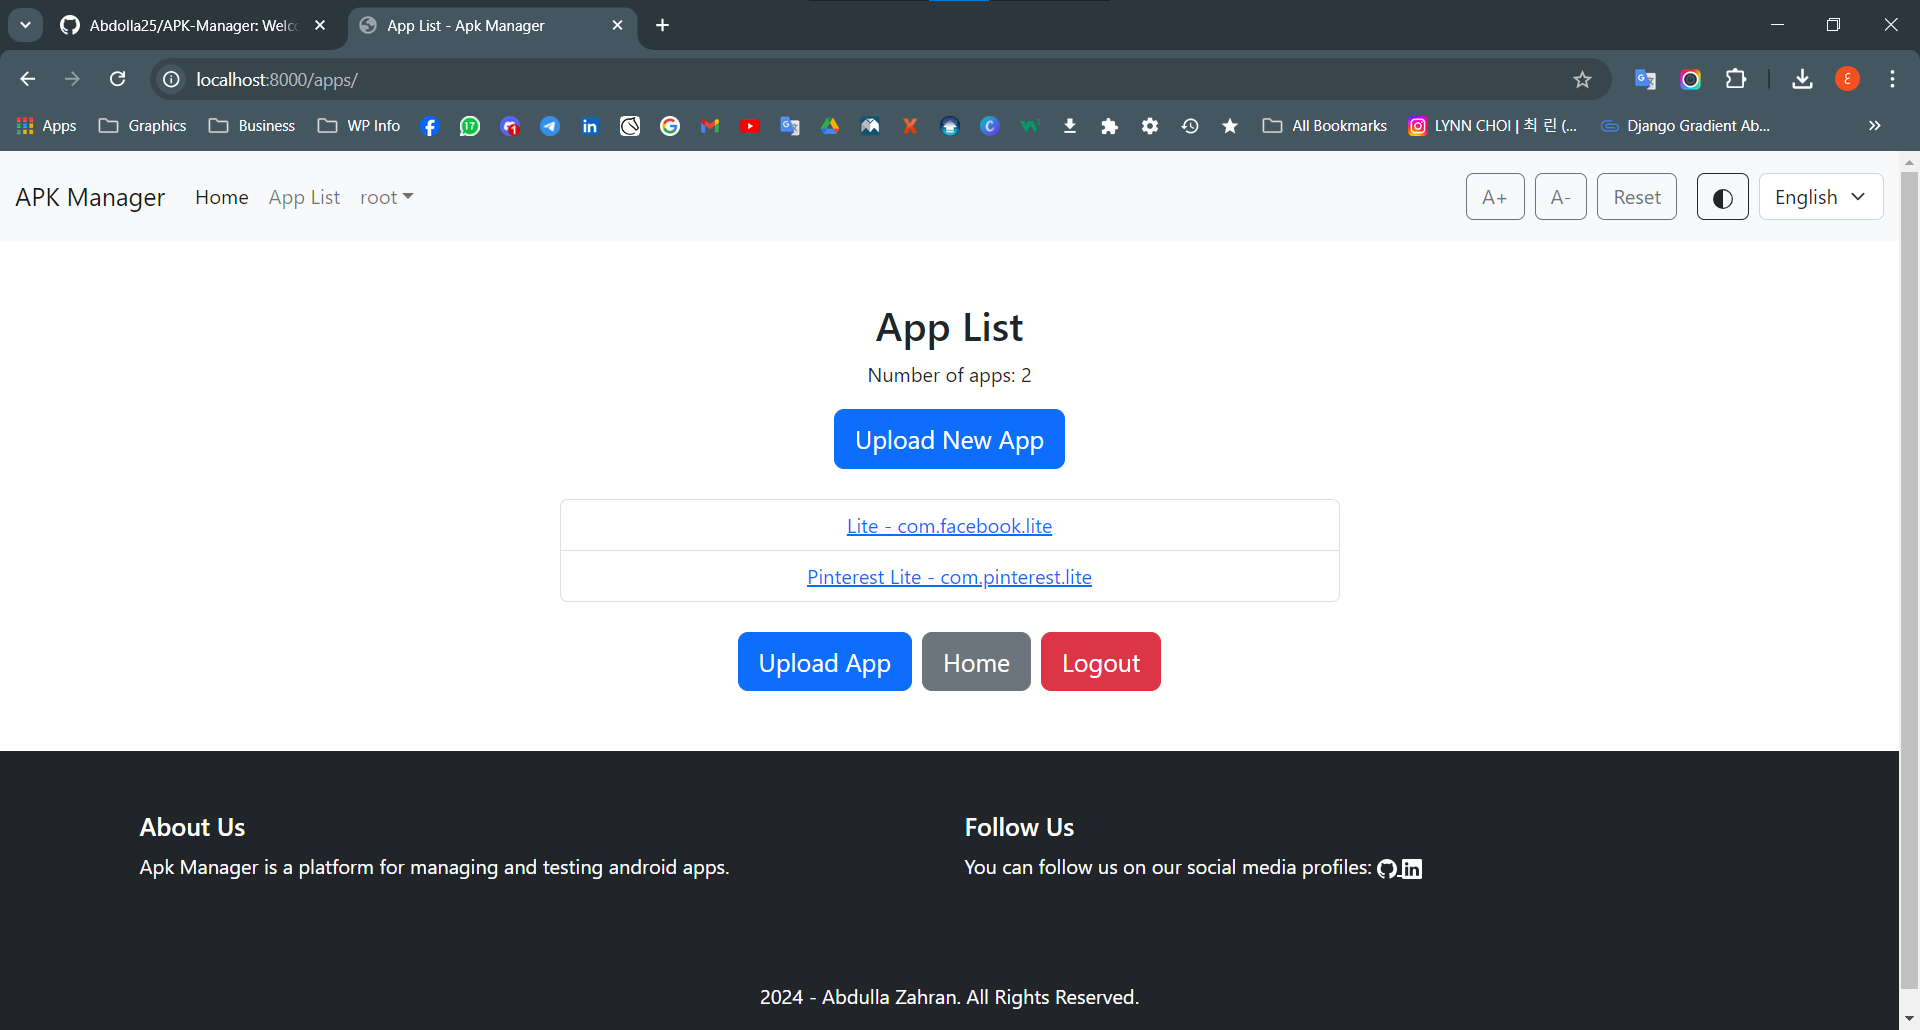 Abdolla25/APK-Manager: Welc
App List - Apk Manager
localhost:8000/apps/
Apps
Graphics
Business
WP Info
All Bookmarks
LYNN CHOI | 최 린 (...
Django Gradient Ab...
APK Manager
Home
App List
root
A+
A-
Reset
English
App List
Number of apps: 2
Upload New App
Lite - com.facebook.lite
Pinterest Lite - com.pinterest.lite
Upload App
Home
Logout
About Us
Apk Manager is a platform for managing and testing android apps.
Follow Us
You can follow us on our social media profiles:
2024 - Abdulla Zahran. All Rights Reserved.